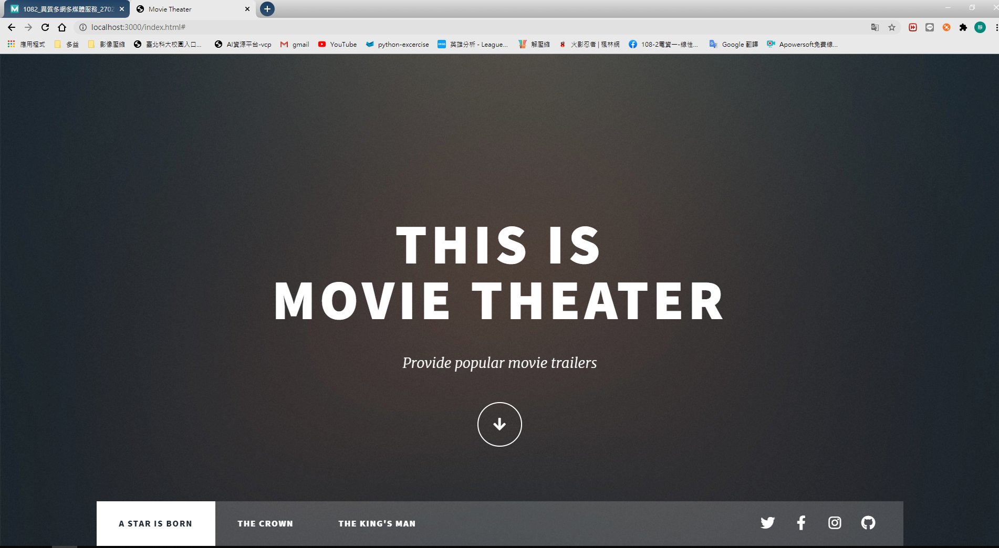 1082_異質多網多媒體服務_2702
Movie Theater
localhost:3000/index.html#
應用程式
多益
影像壓縮
臺北科大校園入口...
AI資源平台-vcp
gmail
YouTube
python-excercise
英雄分析 - League...
解壓縮
火影忍者 | 楓林網
108-2電資一-線性...
Google 翻譯
Apowersoft免費線...
THIS IS
MOVIE THEATER
Provide popular movie trailers
A STAR IS BORN
THE CROWN
THE KING'S MAN